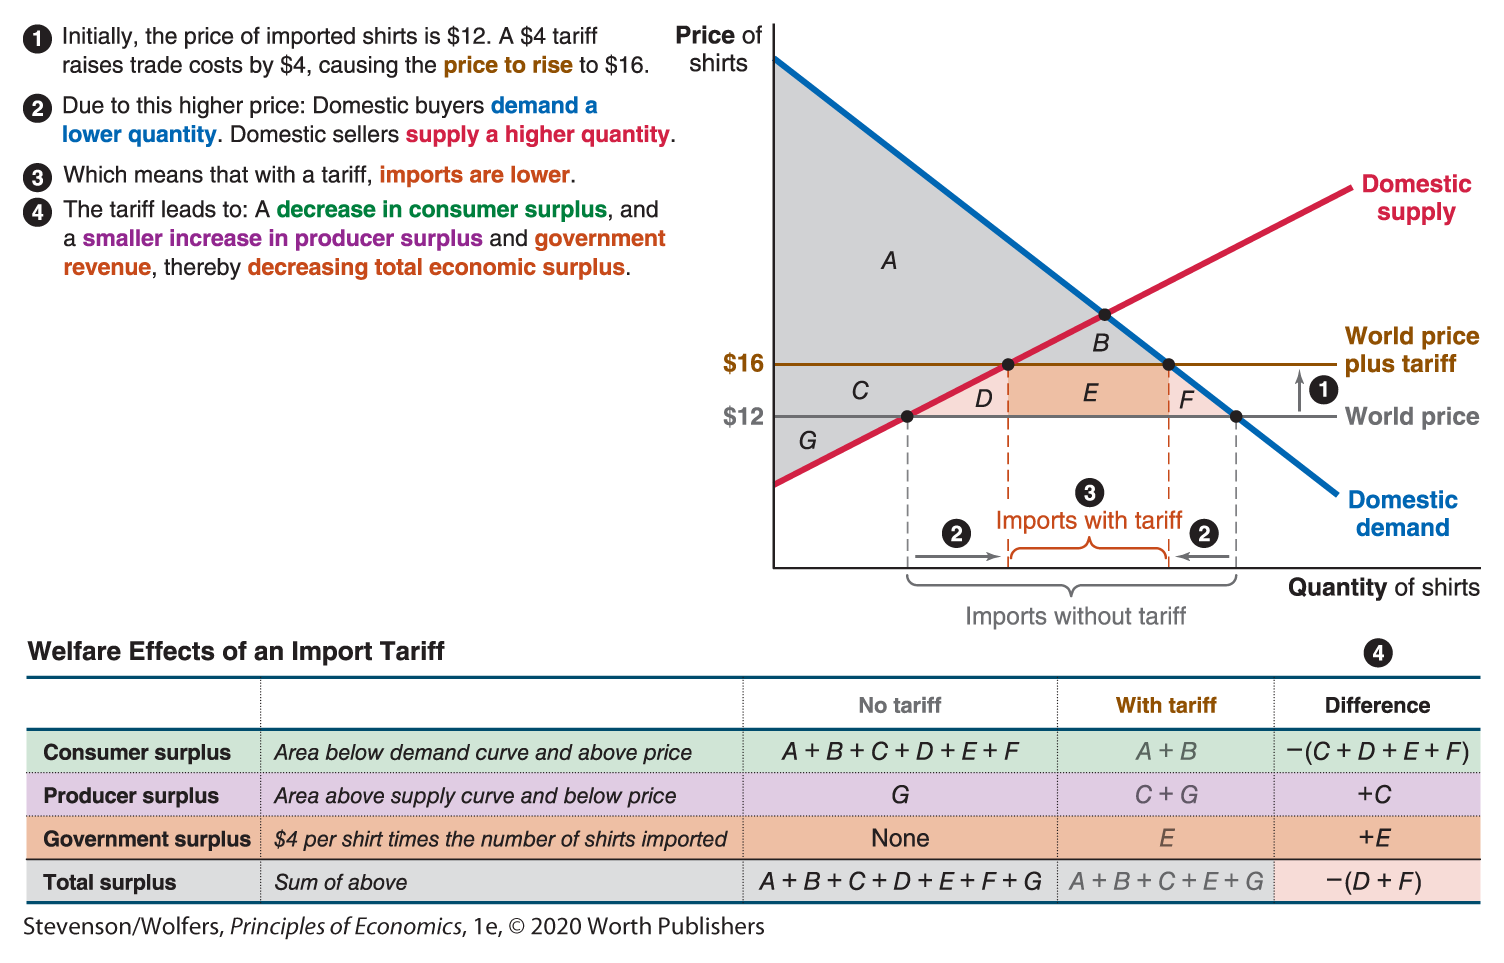 1 Initially, the price of imported shirts is $12. A $4 tariff
raises trade costs by $4, causing the price to rise to $16.
2 Due to this higher price: Domestic buyers demand a
lower quantity. Domestic sellers supply a higher quantity.
3 Which means that with a tariff, imports are lower.
4 The tariff leads to: A decrease in consumer surplus, and
a smaller increase in producer surplus and government
revenue, thereby decreasing total economic surplus.
Price of
shirts
Domestic
supply
A
B
World price
plus tariff
$16
C
D
E
F
1
$12
World price
G
3
Domestic
demand
Imports with tariff
2
2
Quantity of shirts
Imports without tariff
Welfare Effects of an Import Tariff
4
No tariff With tariff Difference
Consumer surplus Area below demand curve and above price A + B + C + D + E + F A + B −(C + D + E + F)
Producer surplus Area above supply curve and below price G C + G +C
Government surplus $4 per shirt times the number of shirts imported None E +E
Total surplus Sum of above A + B + C + D + E + F + G A + B + C + E + G −(D + F)
Stevenson/Wolfers, Principles of Economics, 1e, © 2020 Worth Publishers